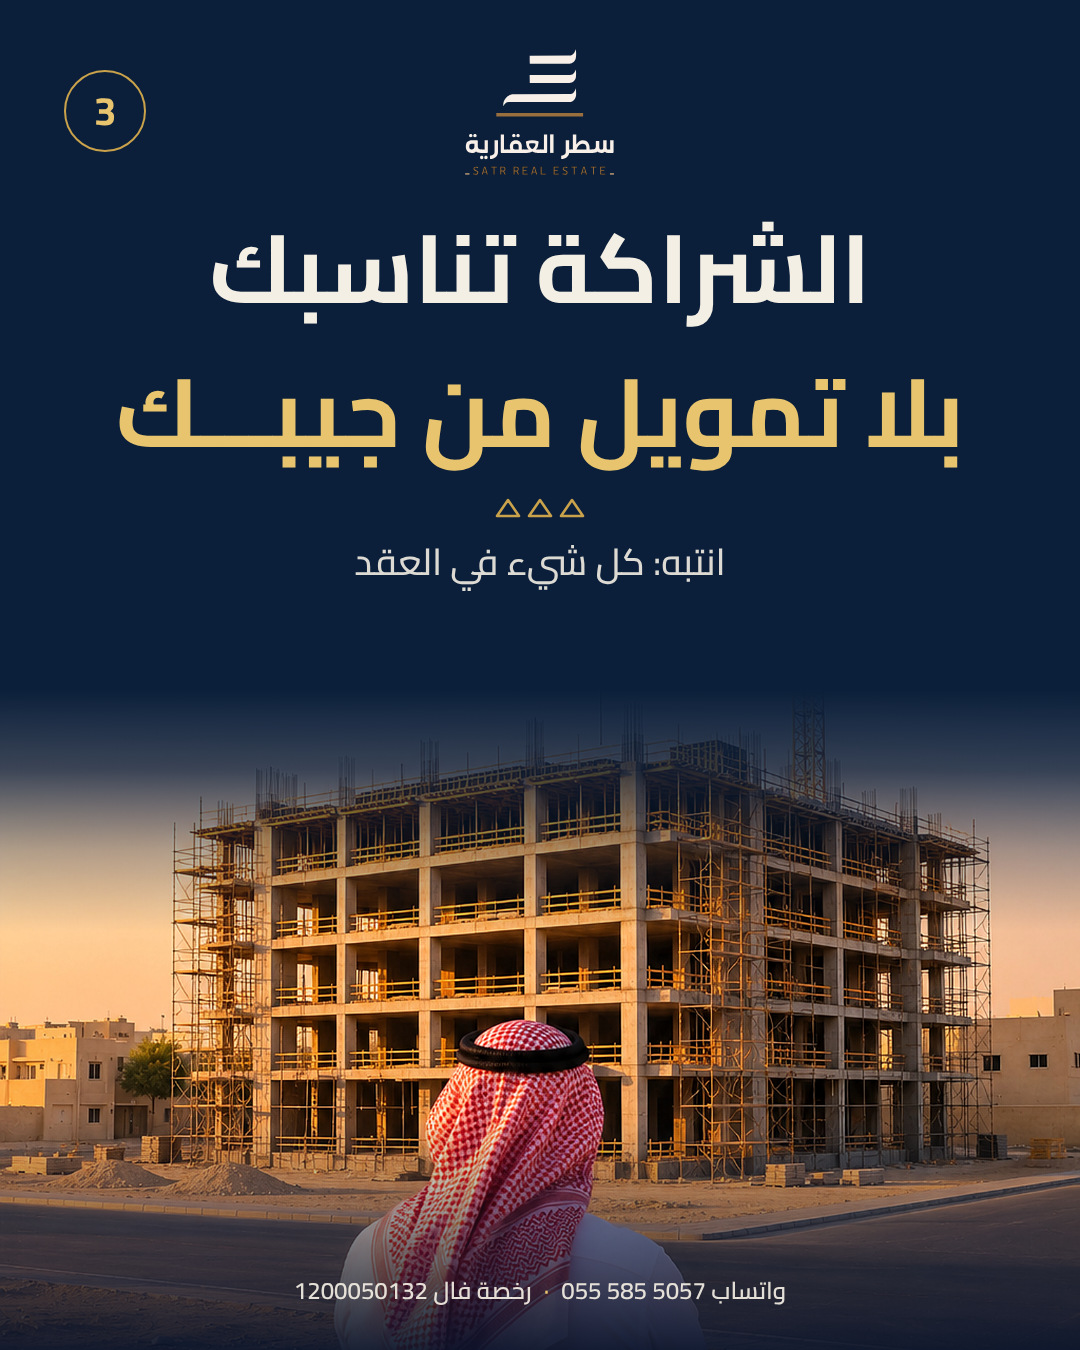 3
سطر العقارية
SATR REAL ESTATE
الشراكة تناسبك
بلا تمويل من جيبـــك
انتبه: كل شيء في العقد
واتساب 055 585 5057 · رخصة فال 1200050132